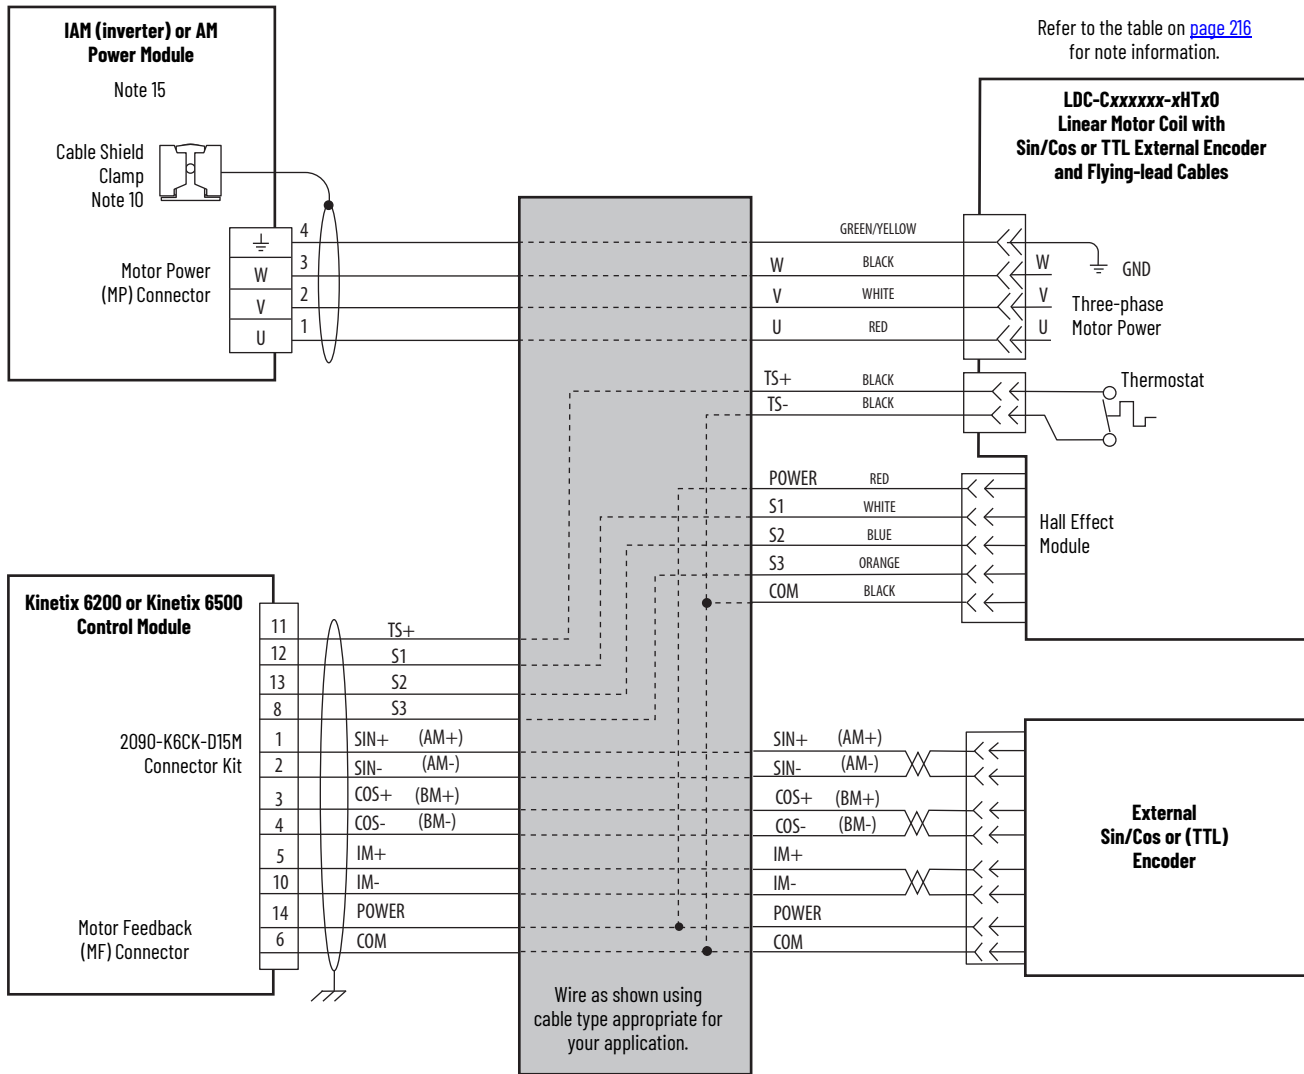 IAM (inverter) or AM
Power Module
Note 15
Cable Shield
Clamp
Note 10
Motor Power
(MP) Connector
4
W
3
V
2
U
1
Refer to the table on page 216
for note information.
LDC-Cxxxxxx-xHTx0
Linear Motor Coil with
Sin/Cos or TTL External Encoder
and Flying-lead Cables
GREEN/YELLOW
W
BLACK
V
WHITE
U
RED
W
V
U
GND
Three-phase
Motor Power
TS+
BLACK
TS-
BLACK
Thermostat
POWER
RED
S1
WHITE
S2
BLUE
S3
ORANGE
COM
BLACK
Hall Effect
Module
Kinetix 6200 or Kinetix 6500
Control Module
2090-K6CK-D15M
Connector Kit
Motor Feedback
(MF) Connector
11
TS+
12
S1
13
S2
8
S3
1
SIN+ (AM+)
2
SIN- (AM-)
3
COS+ (BM+)
4
COS- (BM-)
5
IM+
10
IM-
14
POWER
6
COM
SIN+ (AM+)
SIN- (AM-)
COS+ (BM+)
COS- (BM-)
IM+
IM-
POWER
COM
External
Sin/Cos or (TTL)
Encoder
Wire as shown using
cable type appropriate for
your application.